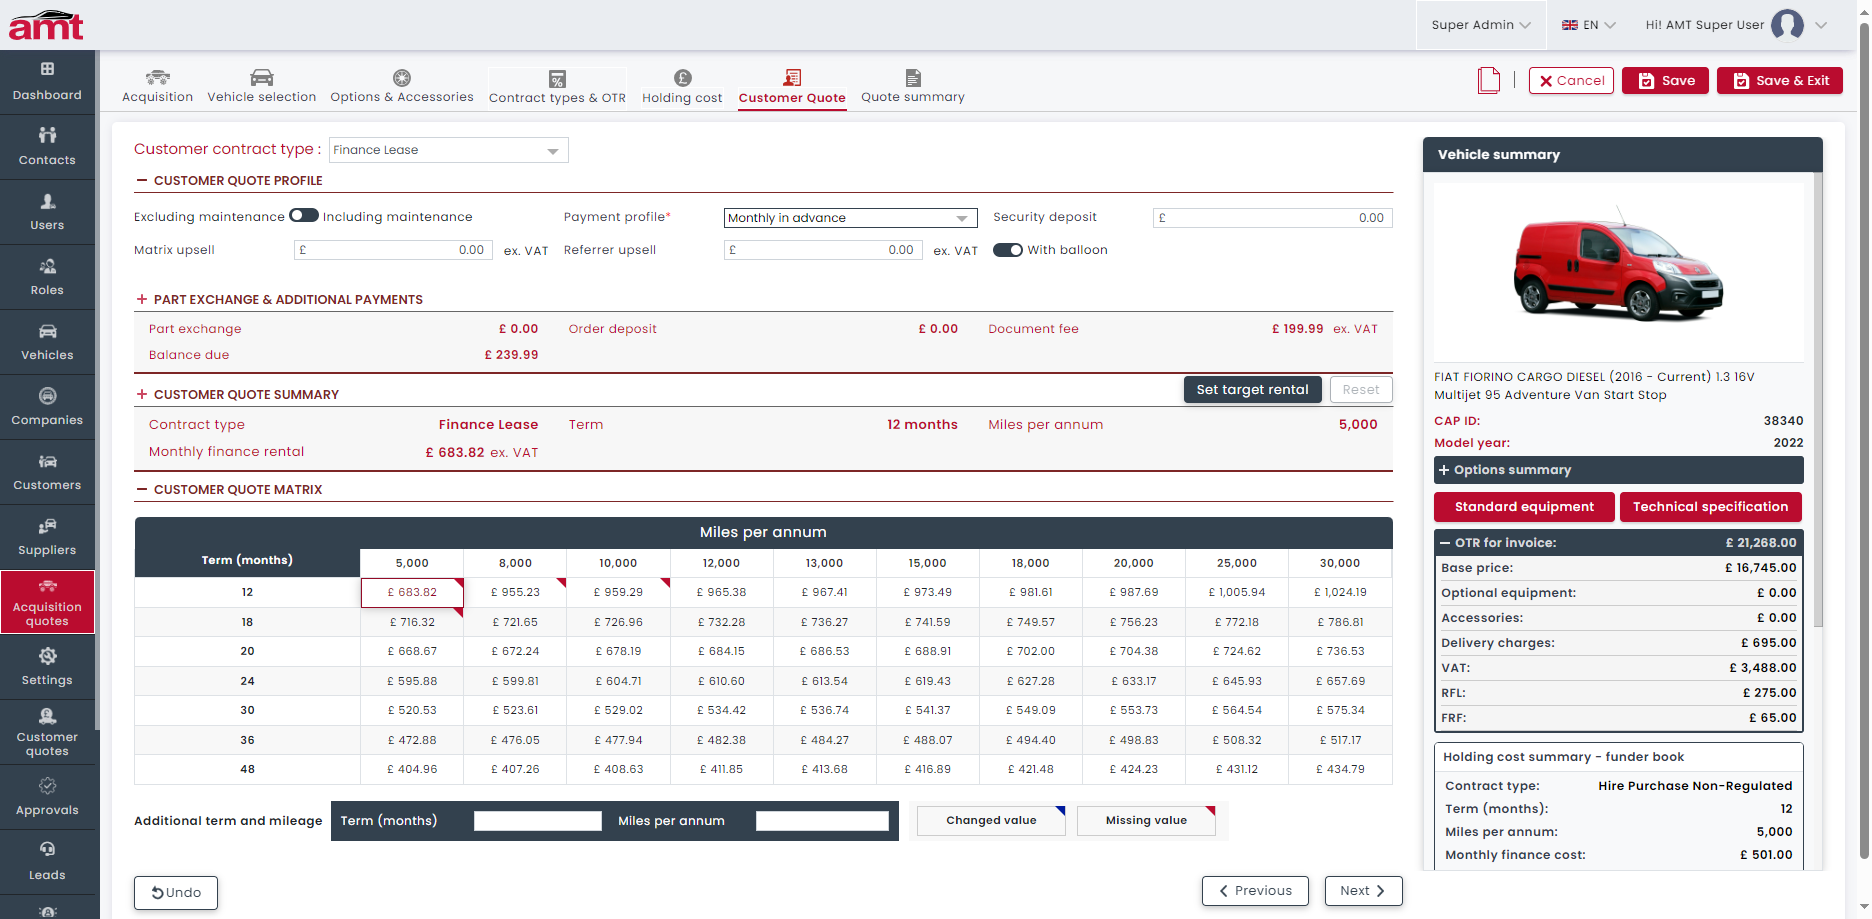 amt
Super Admin
EN
Hi! AMT Super User
Dashboard
Contacts
Users
Roles
Vehicles
Companies
Customers
Suppliers
Acquisition
quotes
Settings
Customer
quotes
Approvals
Leads
Acquisition
Vehicle selection
Options & Accessories
Contract types & OTR
Holding cost
Customer Quote
Quote summary
Cancel
Save
Save & Exit
Customer contract type : Finance Lease
CUSTOMER QUOTE PROFILE
Excluding maintenance Including maintenance Payment profile* Monthly in advance Security deposit £ 0.00
Matrix upsell £ 0.00 ex. VAT Referrer upsell £ 0.00 ex. VAT With balloon
+ PART EXCHANGE & ADDITIONAL PAYMENTS
Part exchange £ 0.00 Order deposit £ 0.00 Document fee £ 199.99 ex. VAT
Balance due £ 239.99
+ CUSTOMER QUOTE SUMMARY Set target rental Reset
Contract type Finance Lease Term 12 months Miles per annum 5,000
Monthly finance rental £ 683.82 ex. VAT
CUSTOMER QUOTE MATRIX
Miles per annum
Term (months) 5,000 8,000 10,000 12,000 13,000 15,000 18,000 20,000 25,000 30,000
12 £ 683.82 £ 955.23 £ 959.29 £ 965.38 £ 967.41 £ 973.49 £ 981.61 £ 987.69 £ 1,005.94 £ 1,024.19
18 £ 716.32 £ 721.65 £ 726.96 £ 732.28 £ 736.27 £ 741.59 £ 749.57 £ 756.23 £ 772.18 £ 786.81
20 £ 668.67 £ 672.24 £ 678.19 £ 684.15 £ 686.53 £ 688.91 £ 702.00 £ 704.38 £ 724.62 £ 736.53
24 £ 595.88 £ 599.81 £ 604.71 £ 610.60 £ 613.54 £ 619.43 £ 627.28 £ 633.17 £ 645.93 £ 657.69
30 £ 520.53 £ 523.61 £ 529.02 £ 534.42 £ 536.74 £ 541.37 £ 549.09 £ 553.73 £ 564.54 £ 575.34
36 £ 472.88 £ 476.05 £ 477.94 £ 482.38 £ 484.27 £ 488.07 £ 494.40 £ 498.83 £ 508.32 £ 517.17
48 £ 404.96 £ 407.26 £ 408.63 £ 411.85 £ 413.68 £ 416.89 £ 421.48 £ 424.23 £ 431.12 £ 434.79
Additional term and mileage Term (months) Miles per annum Changed value Missing value
Undo
Previous
Next
Vehicle summary
FIAT FIORINO CARGO DIESEL (2016 - Current) 1.3 16V
Multijet 95 Adventure Van Start Stop
CAP ID: 38340
Model year: 2022
+ Options summary
Standard equipment
Technical specification
OTR for invoice: £ 21,268.00
Base price: £ 16,745.00
Optional equipment: £ 0.00
Accessories: £ 0.00
Delivery charges: £ 695.00
VAT: £ 3,488.00
RFL: £ 275.00
FRF: £ 65.00
Holding cost summary - funder book
Contract type: Hire Purchase Non-Regulated
Term (months): 12
Miles per annum: 5,000
Monthly finance cost: £ 501.00